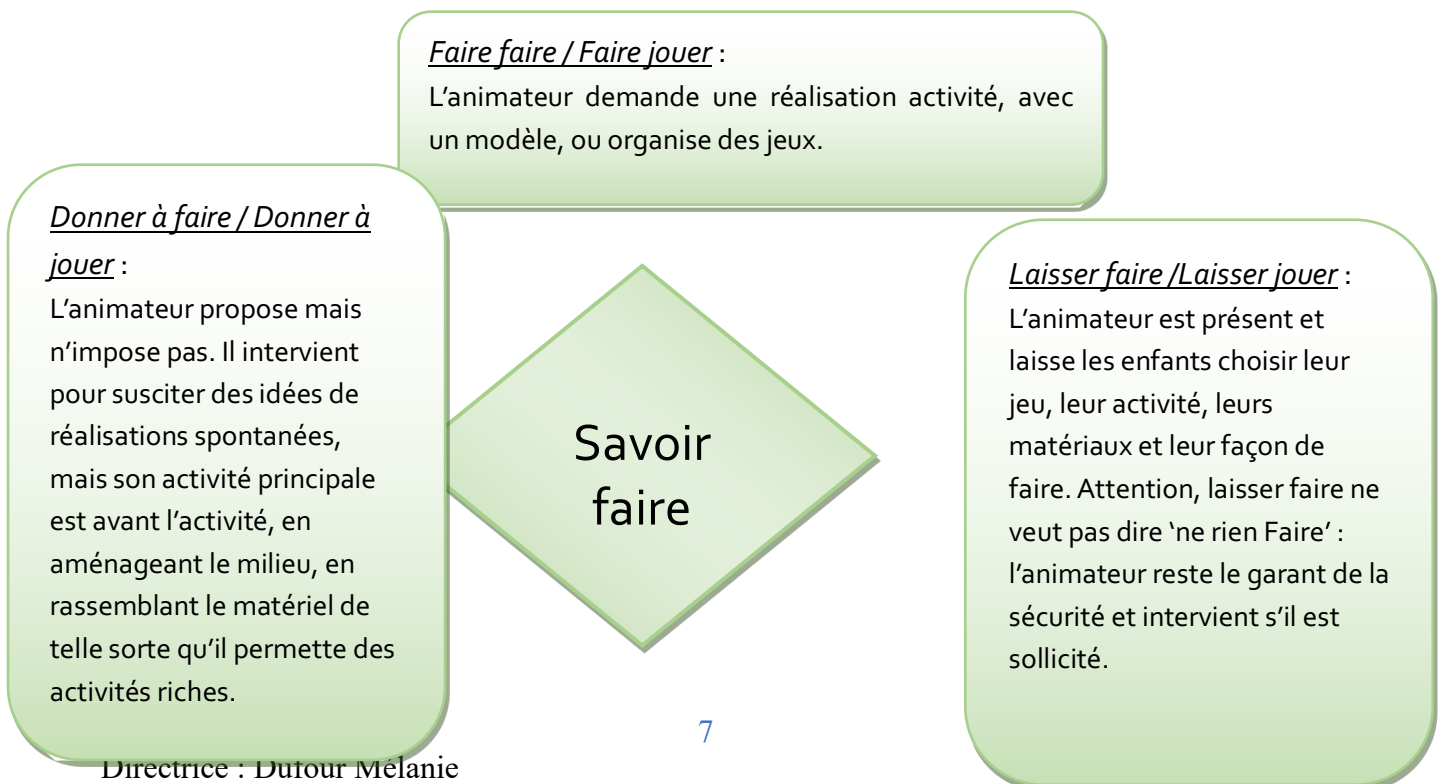 Faire faire / Faire jouer :
L’animateur demande une réalisation activité, avec
un modèle, ou organise des jeux.
Donner à faire / Donner à
jouer :
L’animateur propose mais
n’impose pas. Il intervient
pour susciter des idées de
réalisations spontanées,
mais son activité principale
est avant l’activité, en
aménageant le milieu, en
rassemblant le matériel de
telle sorte qu’il permette des
activités riches.
Savoir
faire
Laisser faire /Laisser jouer :
L’animateur est présent et
laisse les enfants choisir leur
jeu, leur activité, leurs
matériaux et leur façon de
faire. Attention, laisser faire ne
veut pas dire ‘ne rien Faire’ :
l’animateur reste le garant de la
sécurité et intervient s’il est
sollicité.
7
Directrice : Dufour Mélanie